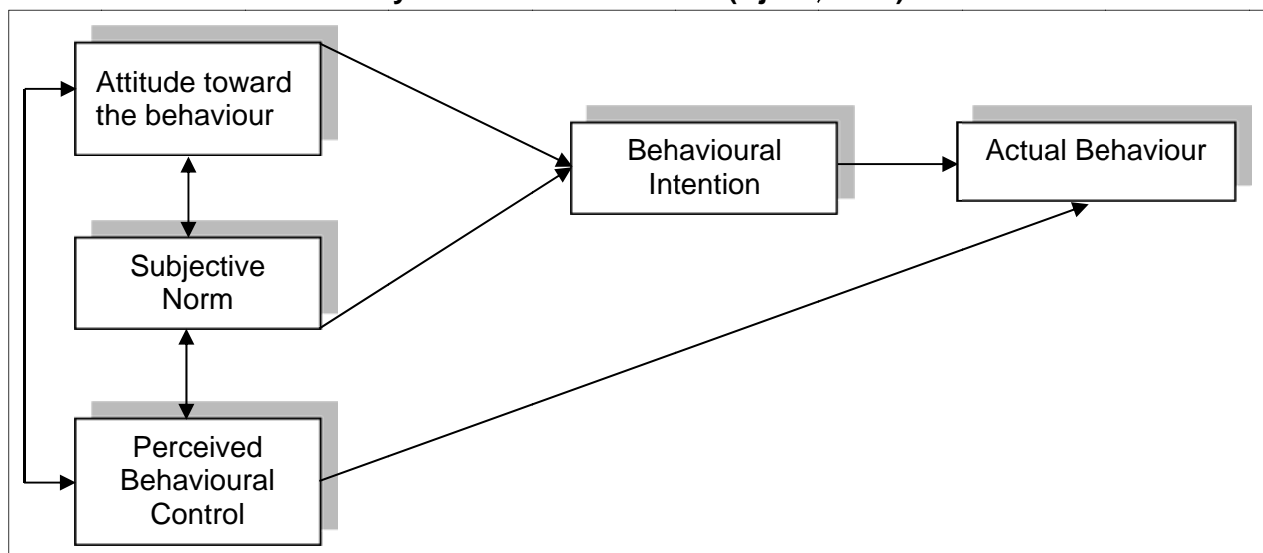 Attitude toward
the behaviour
Subjective
Norm
Perceived
Behavioural
Control
Behavioural
Intention
Actual Behaviour